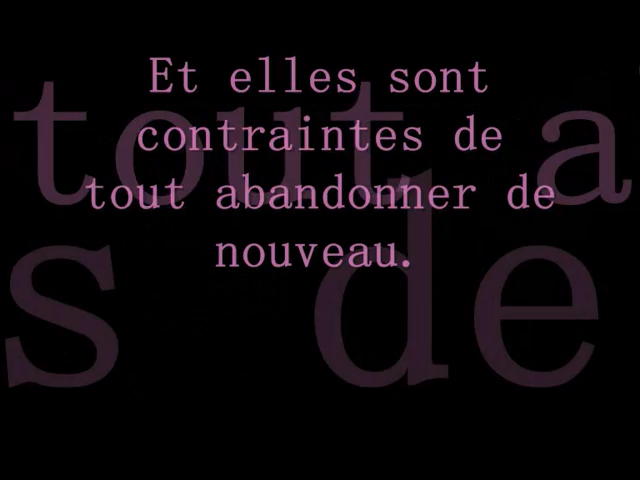 Et elles sont
contraintes de
tout abandonner de
nouveau.
tout a
s de